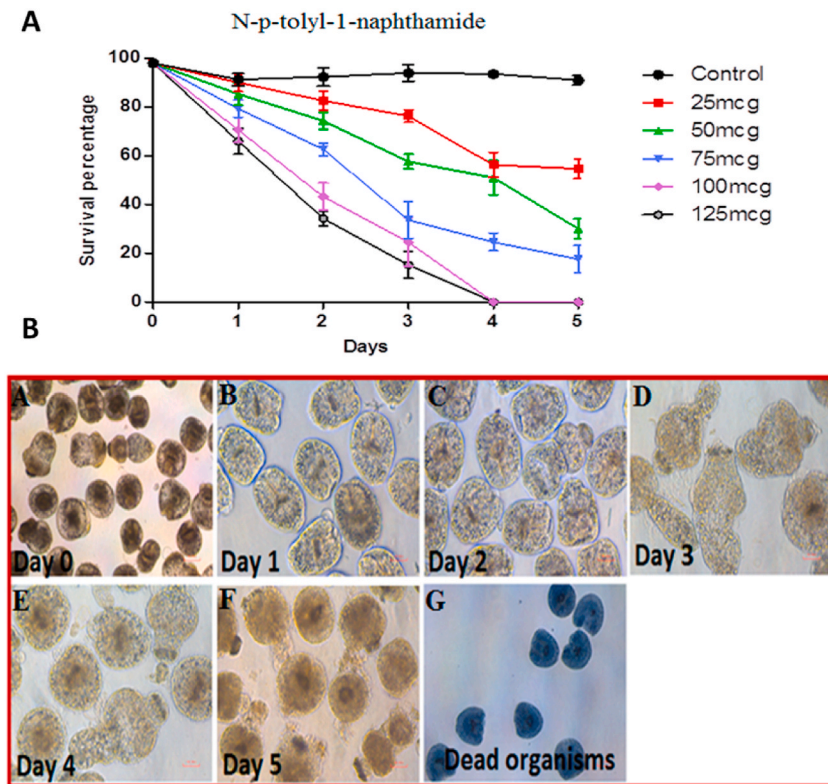 A
N-p-tolyl-1-naphthamide
Survival percentage
100
80
60
40
20
0
0 1 2 3 4 5
Days
Control
25mcg
50mcg
75mcg
100mcg
125mcg
B
A
Day 0
B
Day 1
C
Day 2
D
Day 3
E
Day 4
F
Day 5
G
Dead organisms